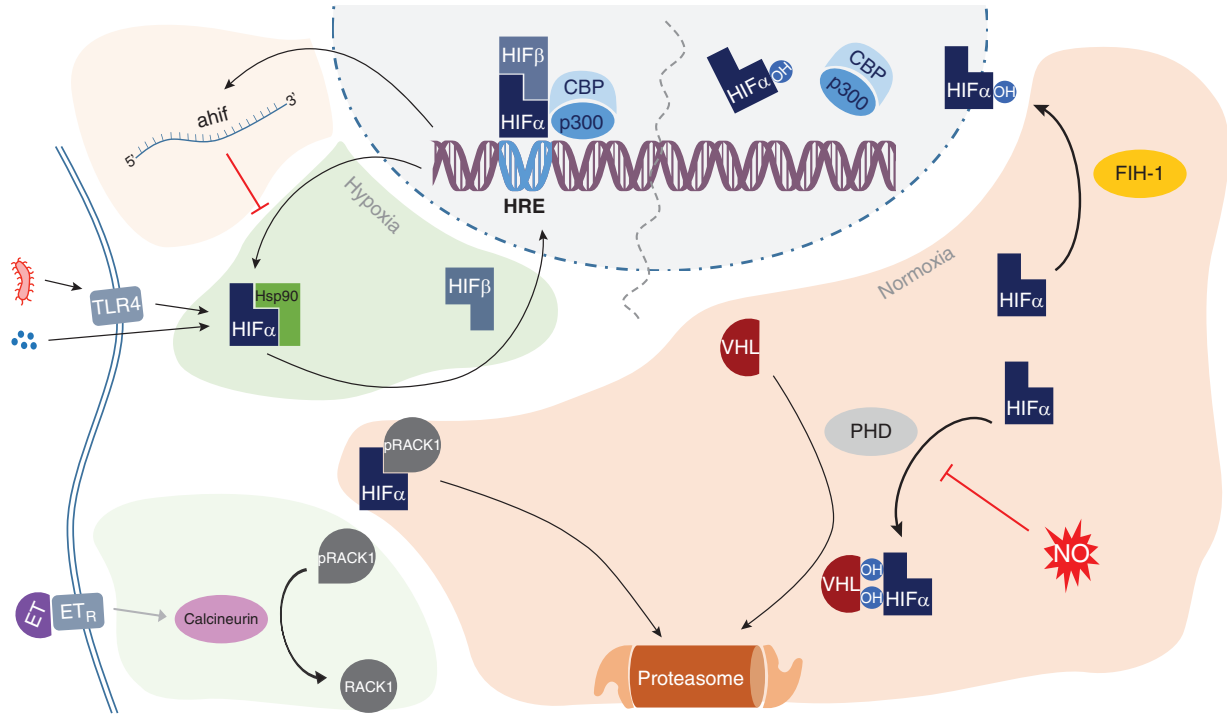 HIFβ
HIFα
CBP
p300
HIFα
OH
CBP
p300
HIFα
OH
ahif
5'
3'
HRE
Hypoxia
Normoxia
FIH-1
HIFα
TLR4
Hsp90
HIFα
HIFβ
VHL
HIFα
PHD
pRACK1
HIFα
NO
VHL
OH
OH
HIFα
pRACK1
ET
ETR
Calcineurin
RACK1
Proteasome